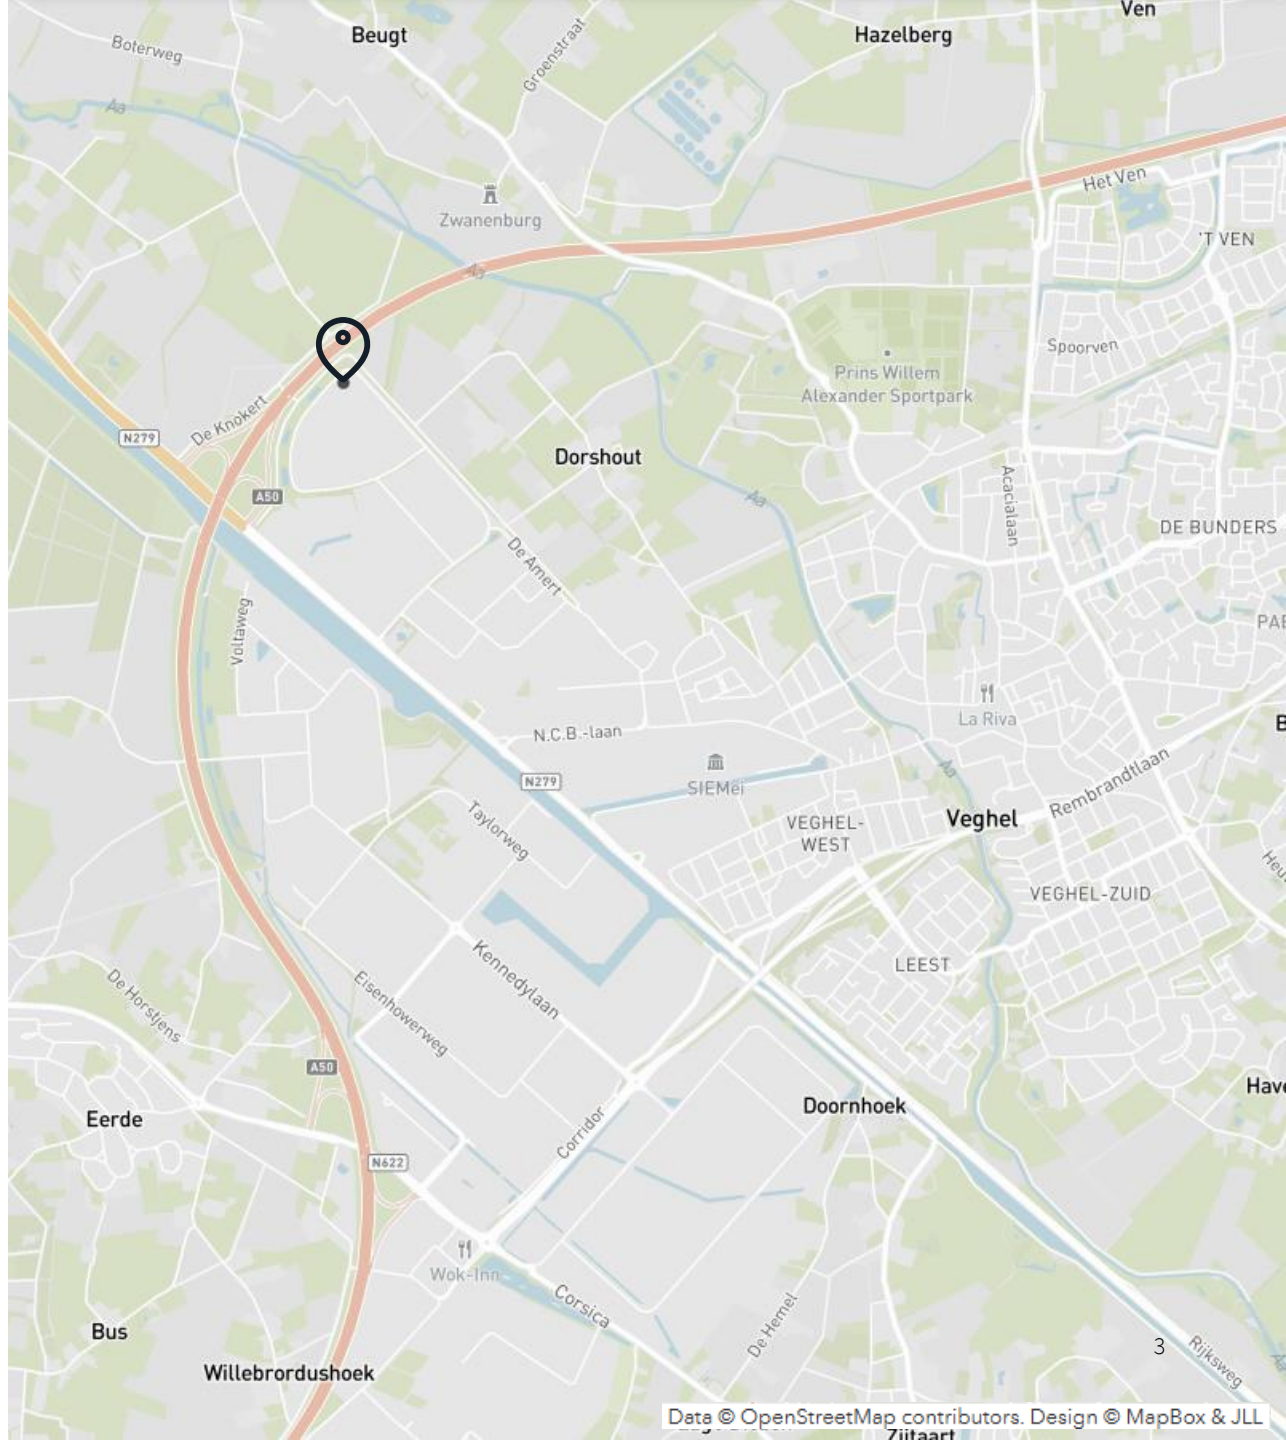 Ven
Beugt
Hazelberg
Boterweg
Groenstraat
Aa
Het Ven
Zwanenburg
'T VEN
Aa
Spoorven
Prins Willem
Alexander Sportpark
De Knokert
N279
Dorshout
A50
Aa
Acacialaan
DE BUNDERS
De Amert
Voltaweg
La Riva
N.C.B.-laan
N279
SIEMei
Aa
Rembrandtlaan
Taylorweg
VEGHEL-
WEST
Veghel
VEGHEL-ZUID
Kennedylaan
LEEST
De Horstjens
Eisenhowerweg
A50
Eerde
Doornhoek
Corridor
N622
Wok-Inn
Corsica
De Hemel
Bus
3
Rijksweg
Aa
Willebrordushoek
Data © OpenStreetMap contributors. Design © MapBox & JLL
Zijtaart